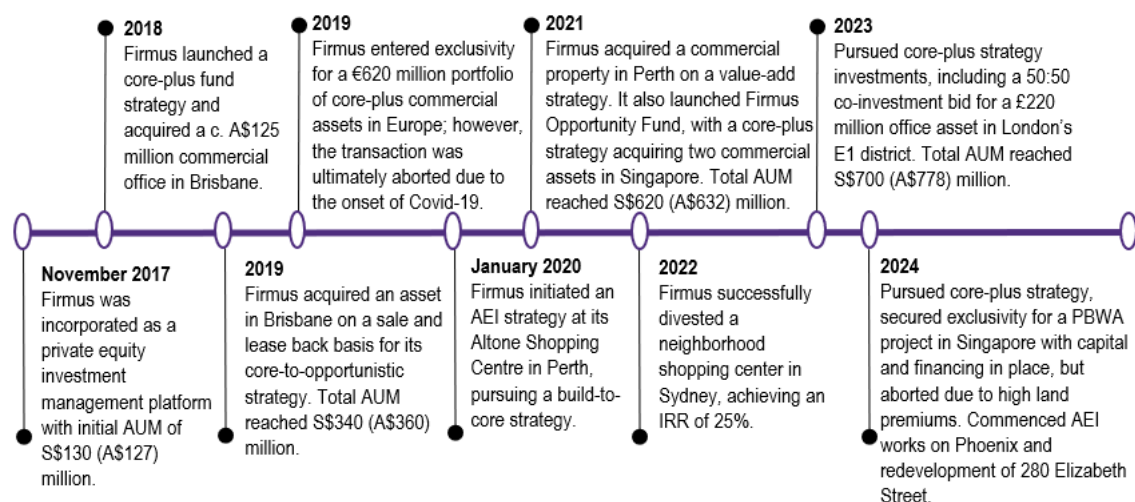 2018
Firmus launched a
core-plus fund
strategy and
acquired a c. A$125
million commercial
office in Brisbane.
2019
Firmus entered exclusivity
for a €620 million portfolio
of core-plus commercial
assets in Europe; however,
the transaction was
ultimately aborted due to
the onset of Covid-19.
2021
Firmus acquired a commercial
property in Perth on a value-add
strategy. It also launched Firmus
Opportunity Fund, with a core-plus
strategy acquiring two commercial
assets in Singapore. Total AUM
reached S$620 (A$632) million.
2023
Pursued core-plus strategy
investments, including a 50:50
co-investment bid for a £220
million office asset in London's
E1 district. Total AUM reached
S$700 (A$778) million.
November 2017
Firmus was
incorporated as a
private equity
investment
management platform
with initial AUM of
S$130 (A$127)
million.
2019
Firmus acquired an asset
in Brisbane on a sale and
lease back basis for its
core-to-opportunistic
strategy. Total AUM
reached S$340 (A$360)
million.
January 2020
Firmus initiated an
AEI strategy at its
Altone Shopping
Centre in Perth,
pursuing a build-to-
core strategy.
2022
Firmus successfully
divested a
neighborhood
shopping center in
Sydney, achieving an
IRR of 25%.
2024
Pursued core-plus strategy,
secured exclusivity for a PBWA
project in Singapore with capital
and financing in place, but
aborted due to high land
premiums. Commenced AEI
works on Phoenix and
redevelopment of 280 Elizabeth
Street.